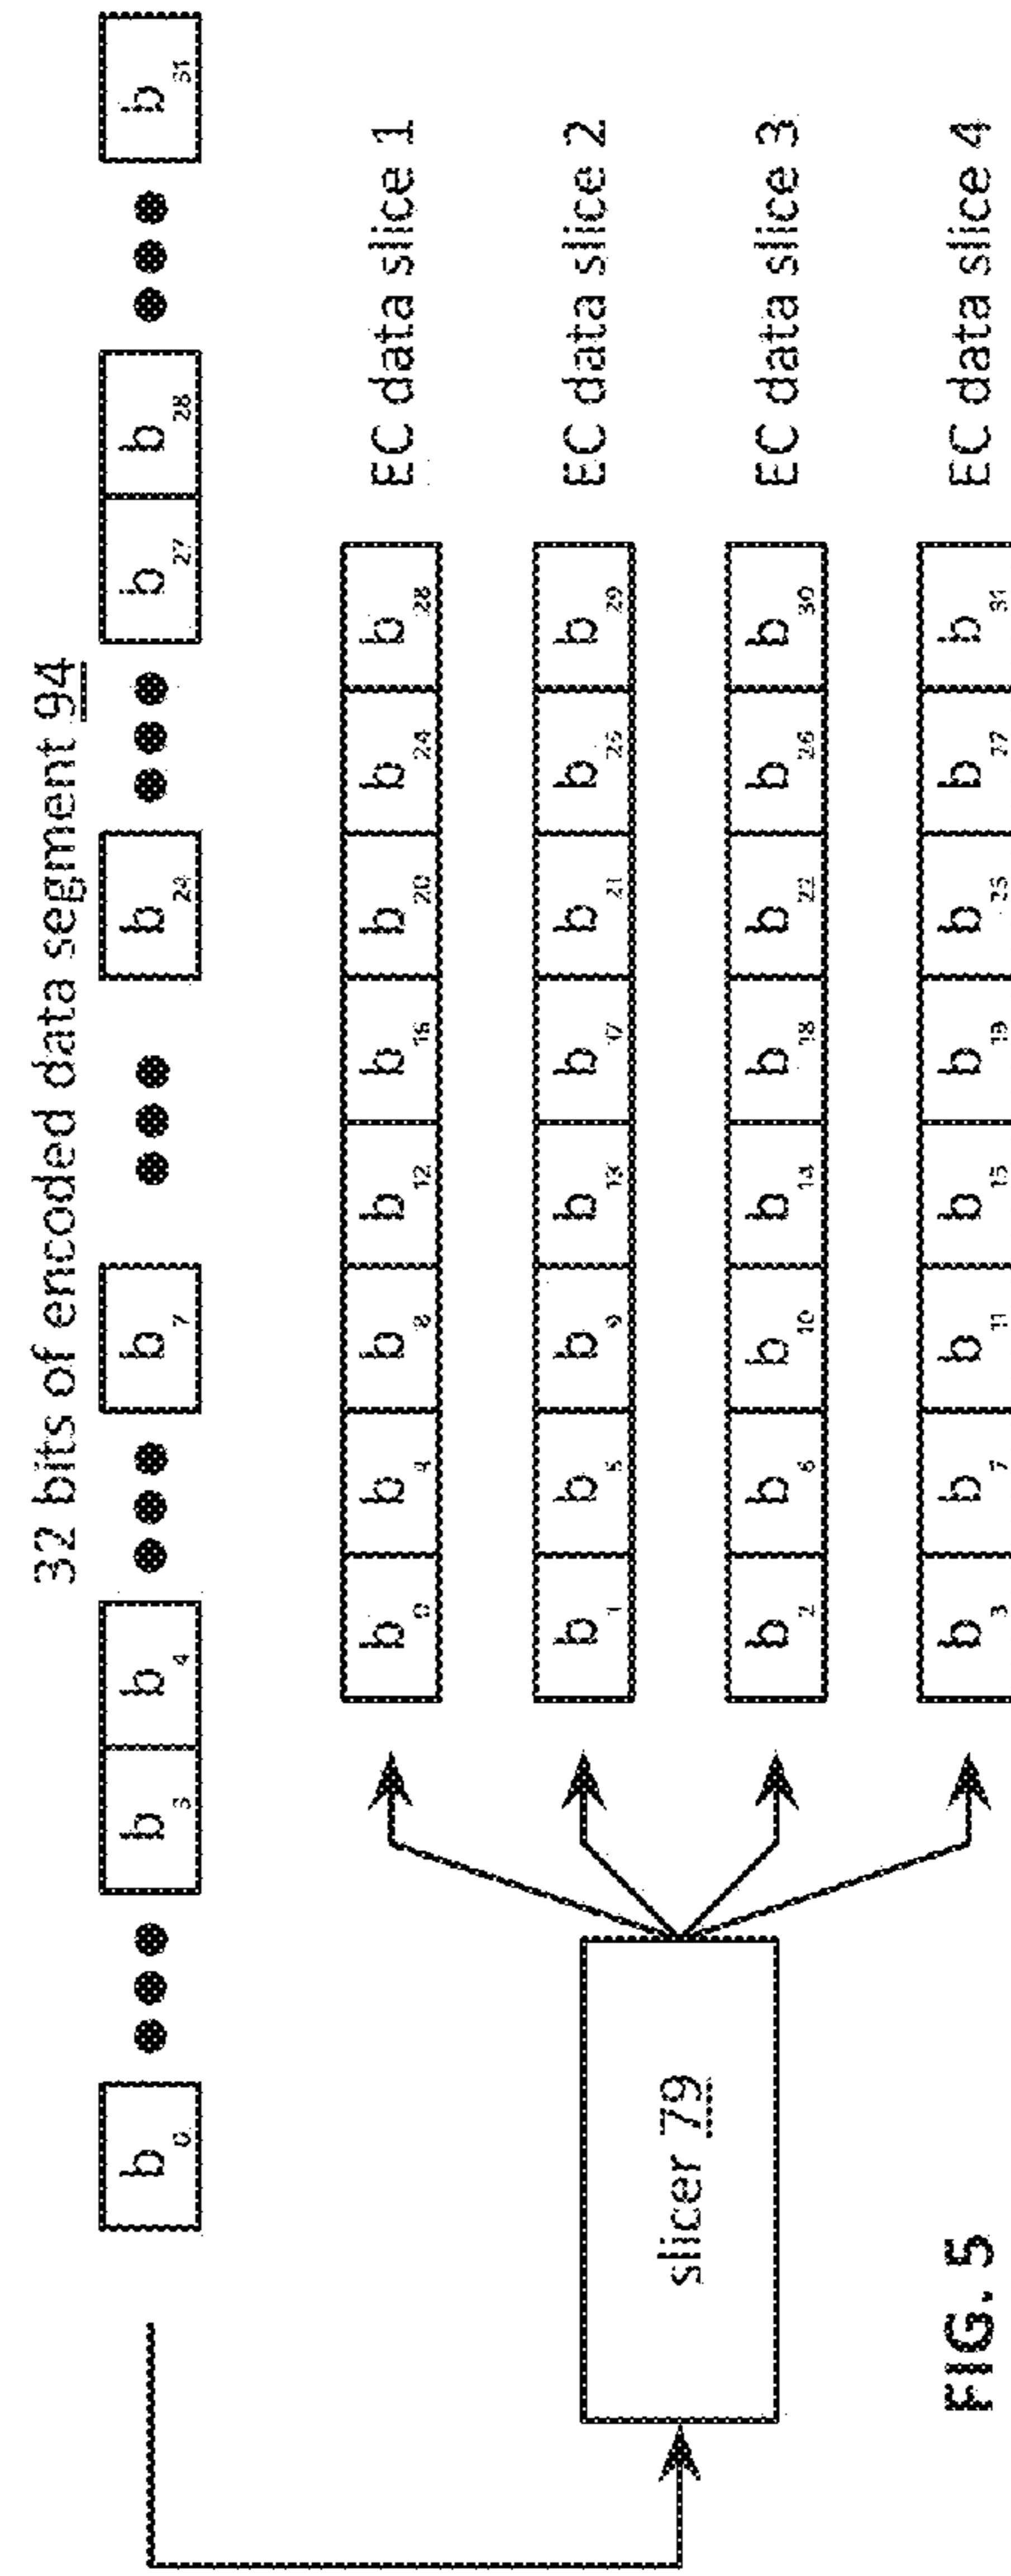 32 bits of encoded data segment 94
b0 b3 b4 b7 b24 b27 b28 b31
b0 b4 b8 b12 b16 b20 b24 b28 EC data slice 1
b1 b5 b9 b13 b17 b21 b25 b29 EC data slice 2
slicer 79
b2 b6 b10 b14 b18 b22 b26 b30 EC data slice 3
b3 b7 b11 b15 b19 b23 b27 b31 EC data slice 4
FIG. 5